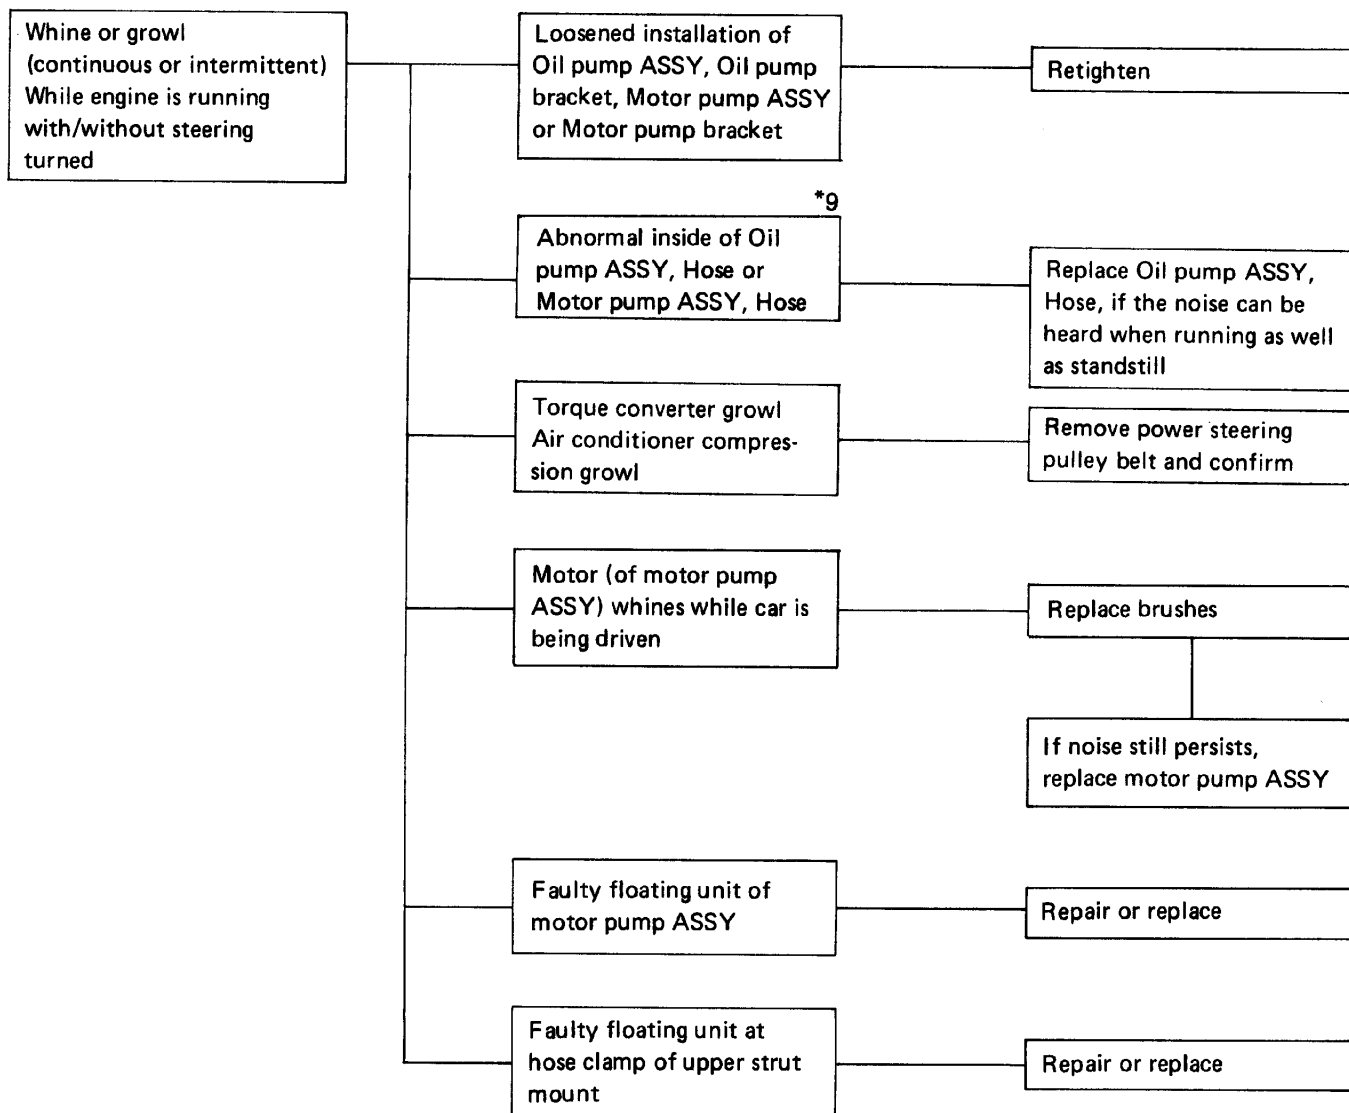 Whine or growl
(continuous or intermittent)
While engine is running
with/without steering
turned
Loosened installation of
Oil pump ASSY, Oil pump
bracket, Motor pump ASSY
or Motor pump bracket
Retighten
*9
Abnormal inside of Oil
pump ASSY, Hose or
Motor pump ASSY, Hose
Replace Oil pump ASSY,
Hose, if the noise can be
heard when running as well
as standstill
Torque converter growl
Air conditioner compres-
sion growl
Remove power steering
pulley belt and confirm
Motor (of motor pump
ASSY) whines while car is
being driven
Replace brushes
If noise still persists,
replace motor pump ASSY
Faulty floating unit of
motor pump ASSY
Repair or replace
Faulty floating unit at
hose clamp of upper strut
mount
Repair or replace